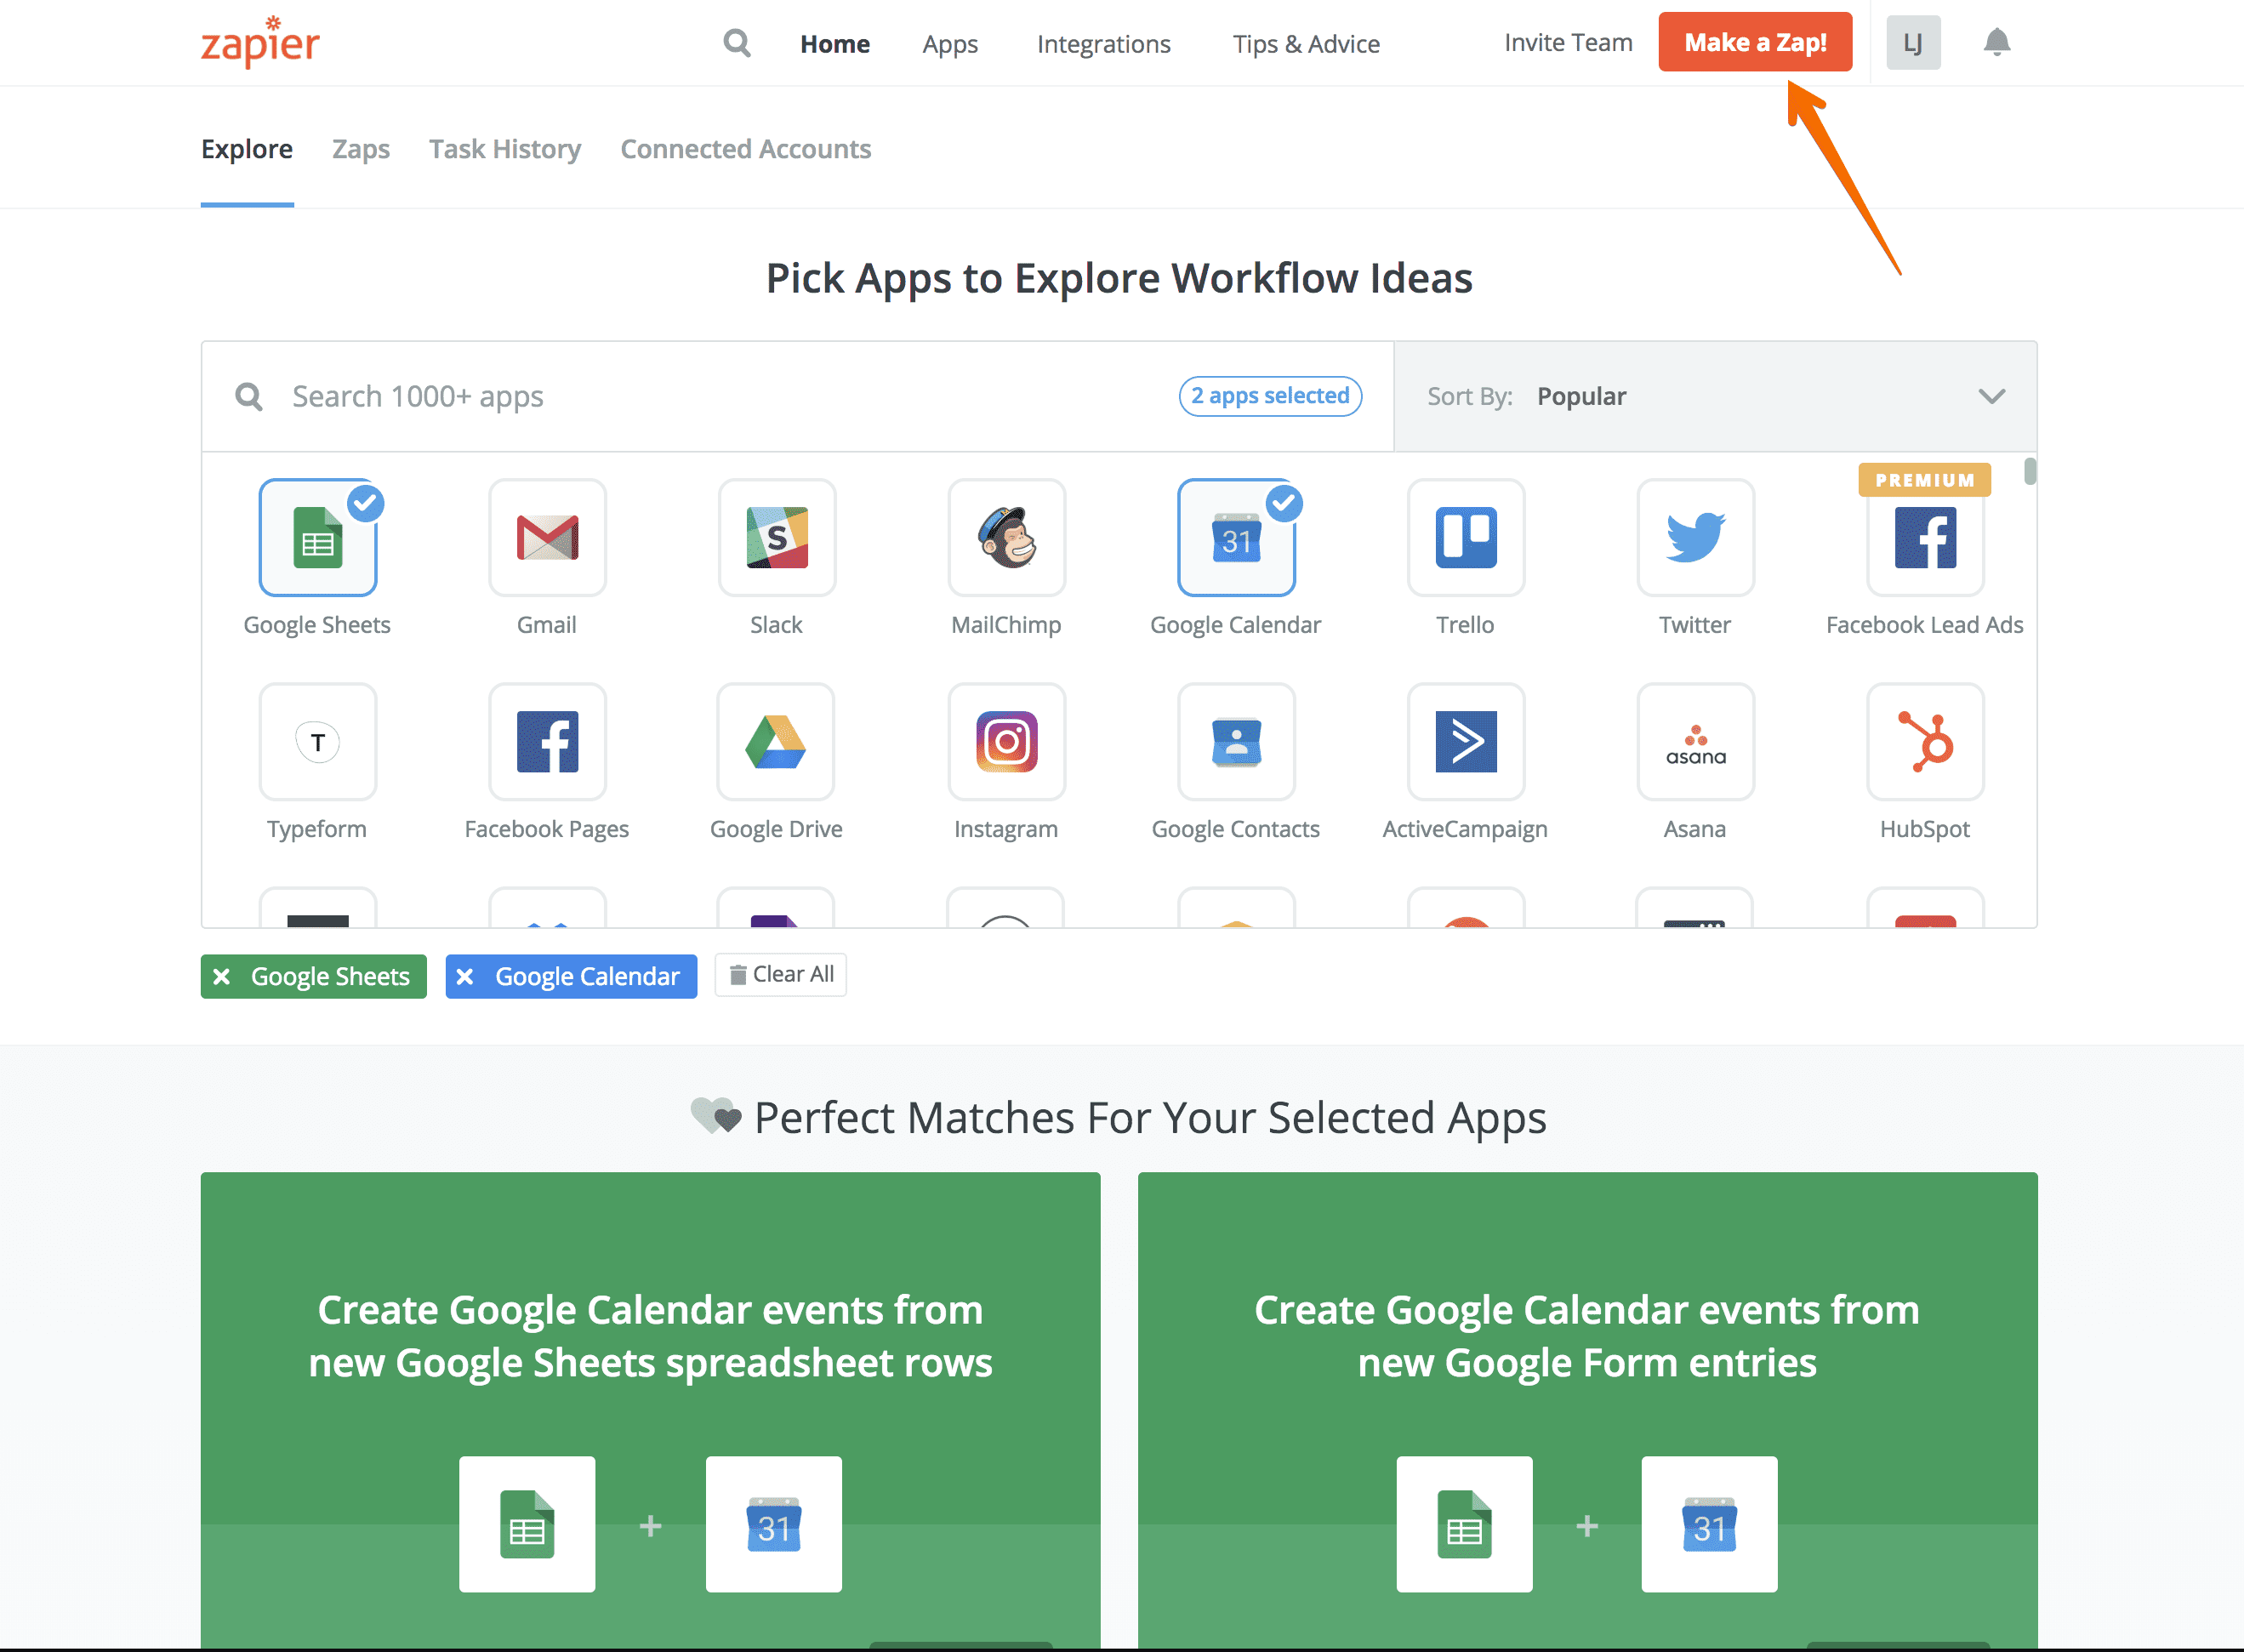 zapier
Home Apps Integrations Tips & Advice Invite Team Make a Zap! LJ
Explore Zaps Task History Connected Accounts
Pick Apps to Explore Workflow Ideas
Search 1000+ apps 2 apps selected Sort By: Popular
PREMIUM
S 31
Google Sheets Gmail Slack MailChimp Google Calendar Trello Twitter Facebook Lead Ads
T asana
Typeform Facebook Pages Google Drive Instagram Google Contacts ActiveCampaign Asana HubSpot
Google Sheets Google Calendar Clear All
Perfect Matches For Your Selected Apps
Create Google Calendar events from
new Google Sheets spreadsheet rows
+ 31
Create Google Calendar events from
new Google Form entries
+ 31